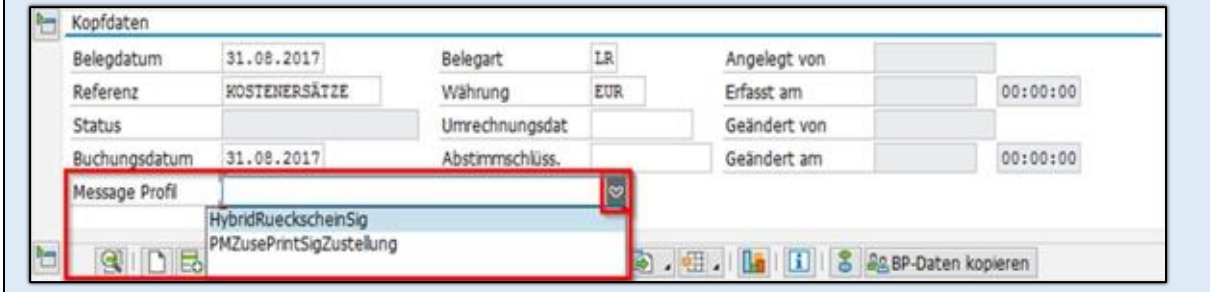 Kopfdaten
Belegdatum 31.08.2017 Belegart LR Angelegt von
Referenz KOSTENERSÄTZE Währung EUR Erfasst am 00:00:00
Status Umrechnungsdat Geändert von
Buchungsdatum 31.08.2017 Abstimmschlüss. Geändert am 00:00:00
Message Profil
HybridRueckscheinSig
PMZusePrintSigZustellung
BP-Daten kopieren